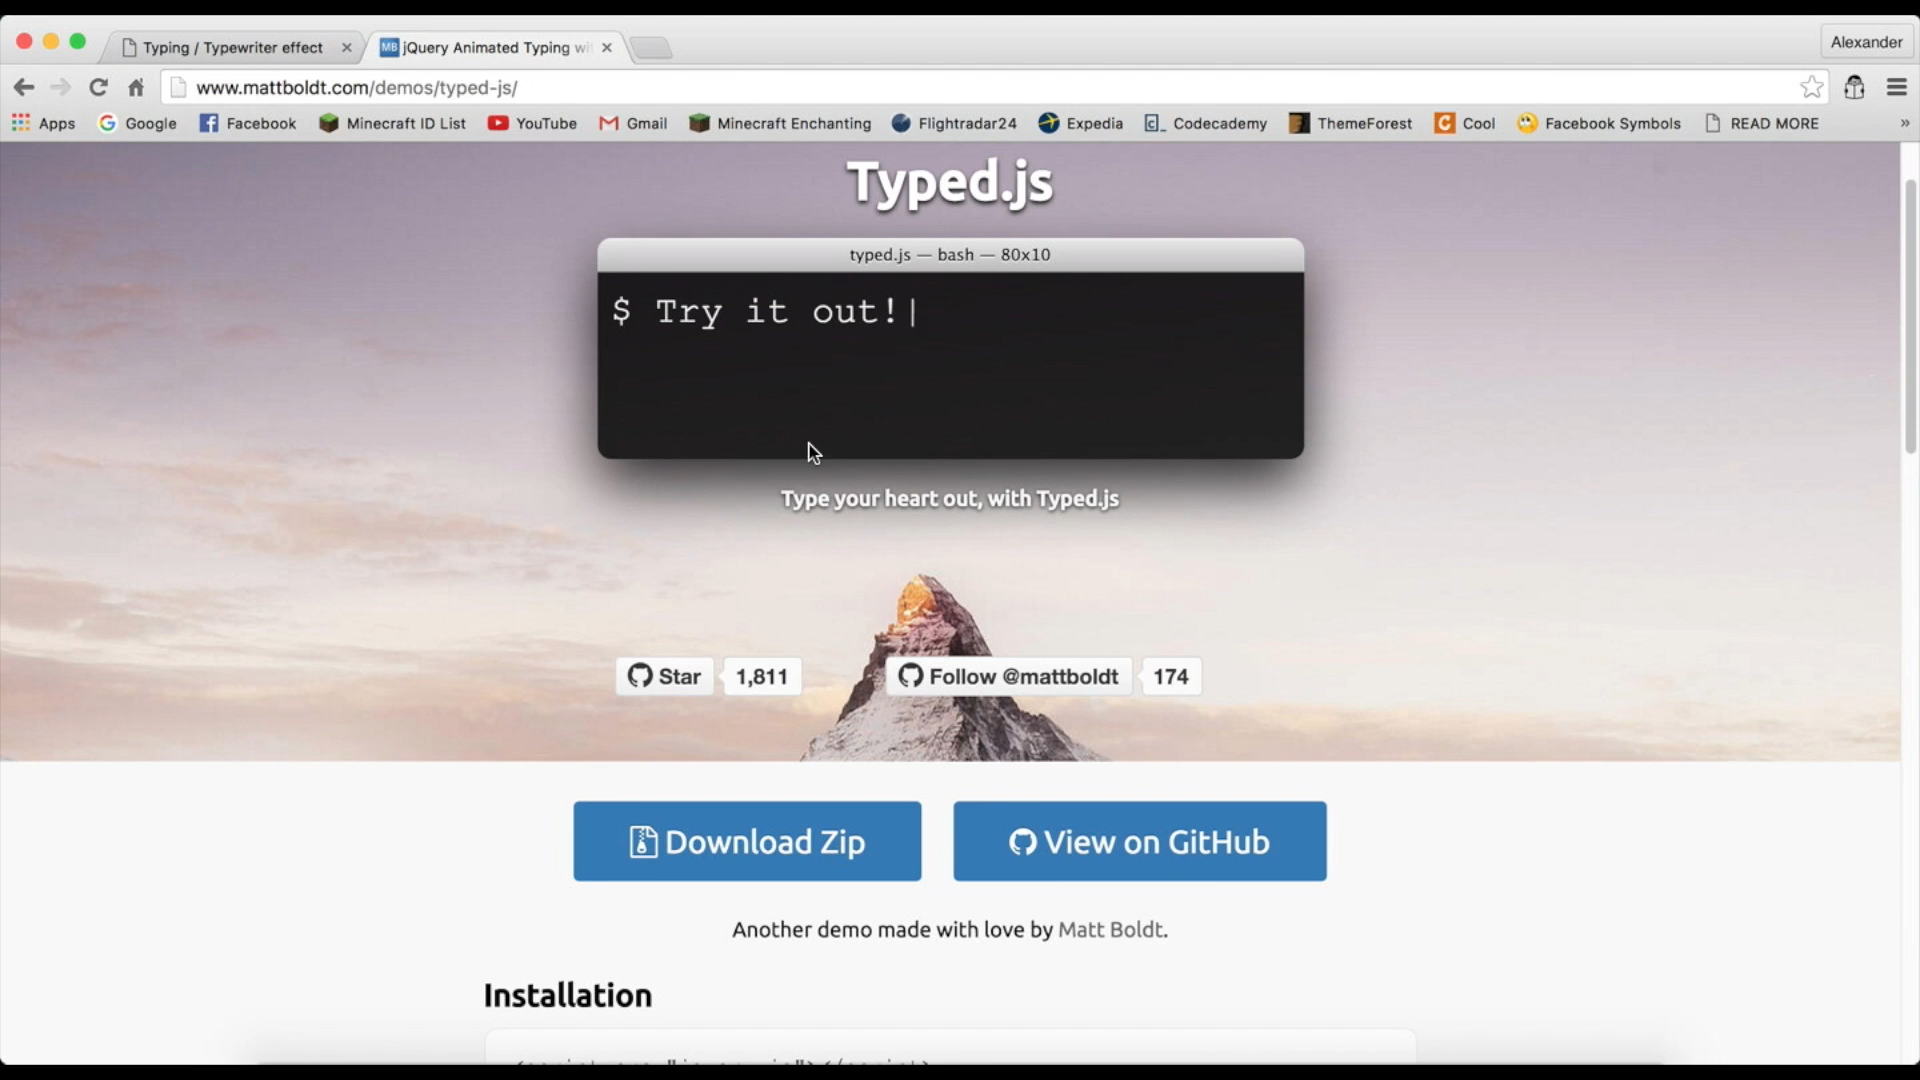 Typing / Typewriter effect
MB jQuery Animated Typing wi
Alexander
www.mattboldt.com/demos/typed-js/
Apps Google Facebook Minecraft ID List YouTube Gmail Minecraft Enchanting Flightradar24 Expedia Codecademy ThemeForest Cool Facebook Symbols READ MORE »
Typed.js
typed.js — bash — 80x10
$ Try it out!|
Type your heart out, with Typed.js
Star 1,811 Follow @mattboldt 174
Download Zip View on GitHub
Another demo made with love by Matt Boldt.
Installation